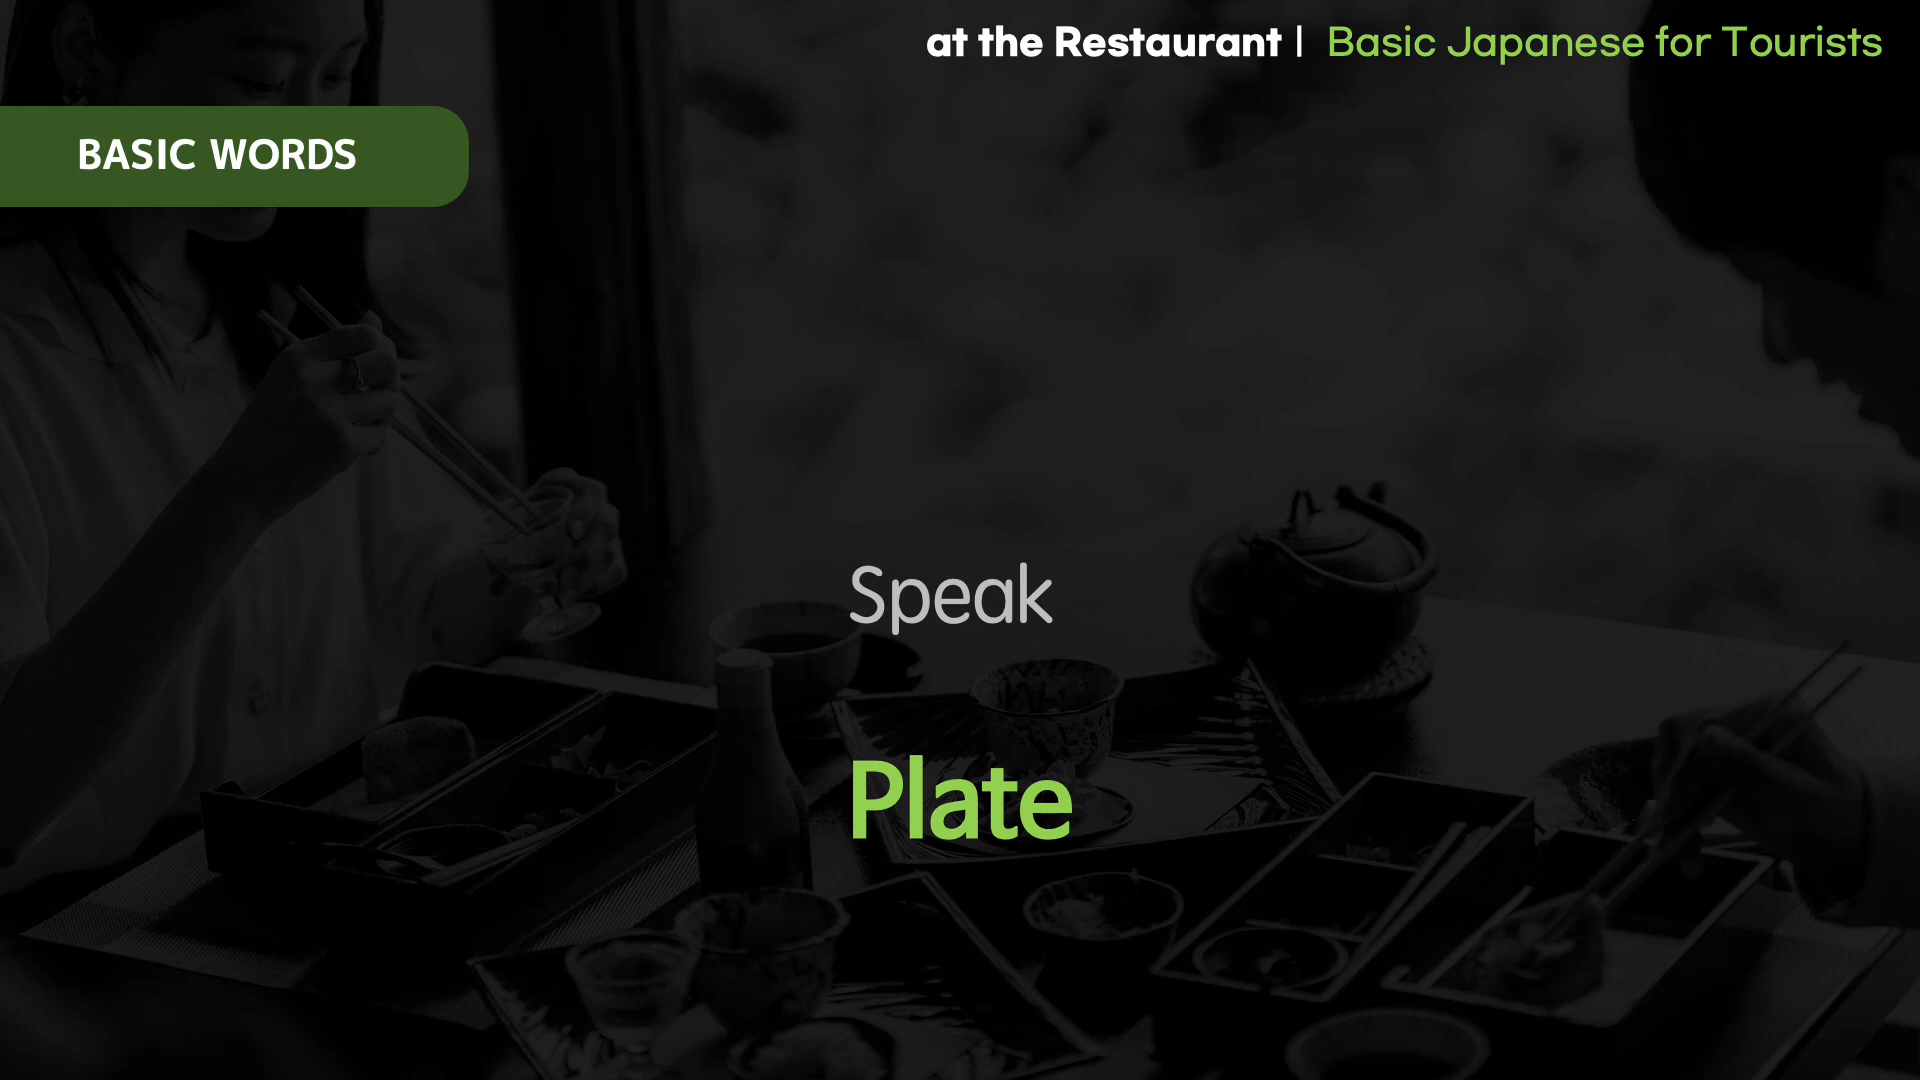 at the Restaurant | Basic Japanese for Tourists
BASIC WORDS
Speak
Plate